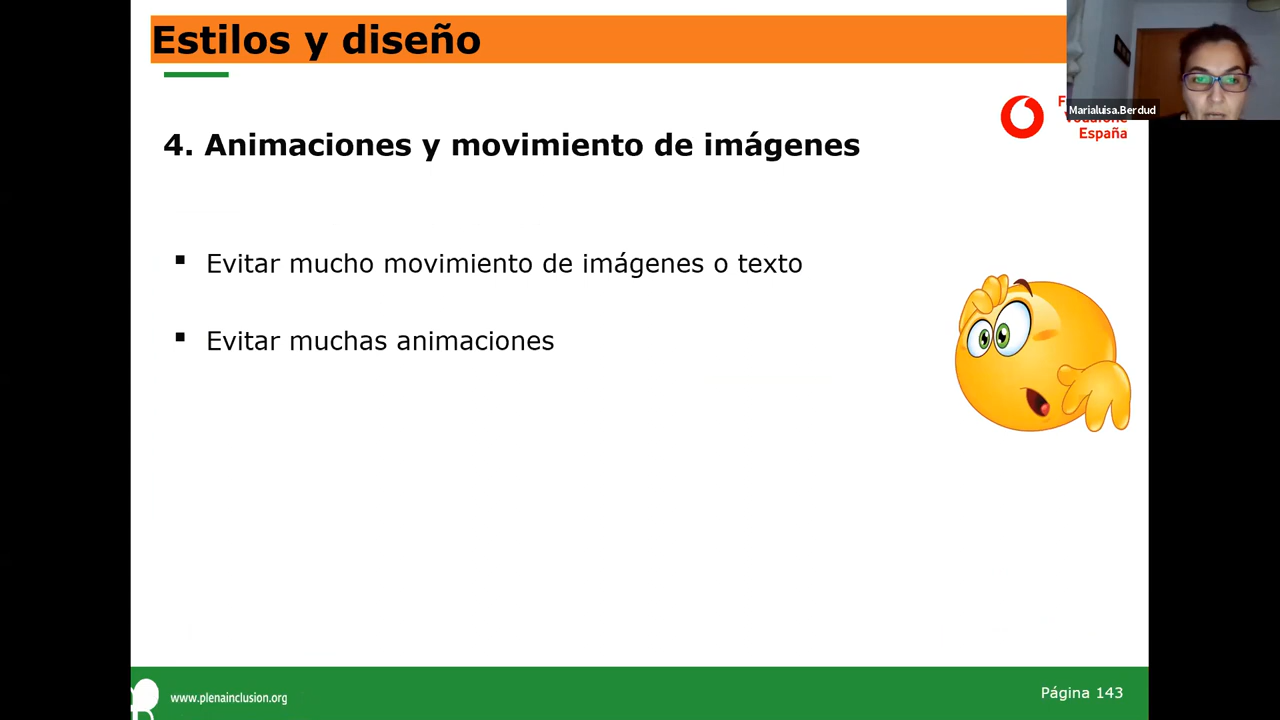 Estilos y diseño
Marialuisa.Berdud
España
4. Animaciones y movimiento de imágenes
Evitar mucho movimiento de imágenes o texto
Evitar muchas animaciones
www.plenainclusion.org
Página 143